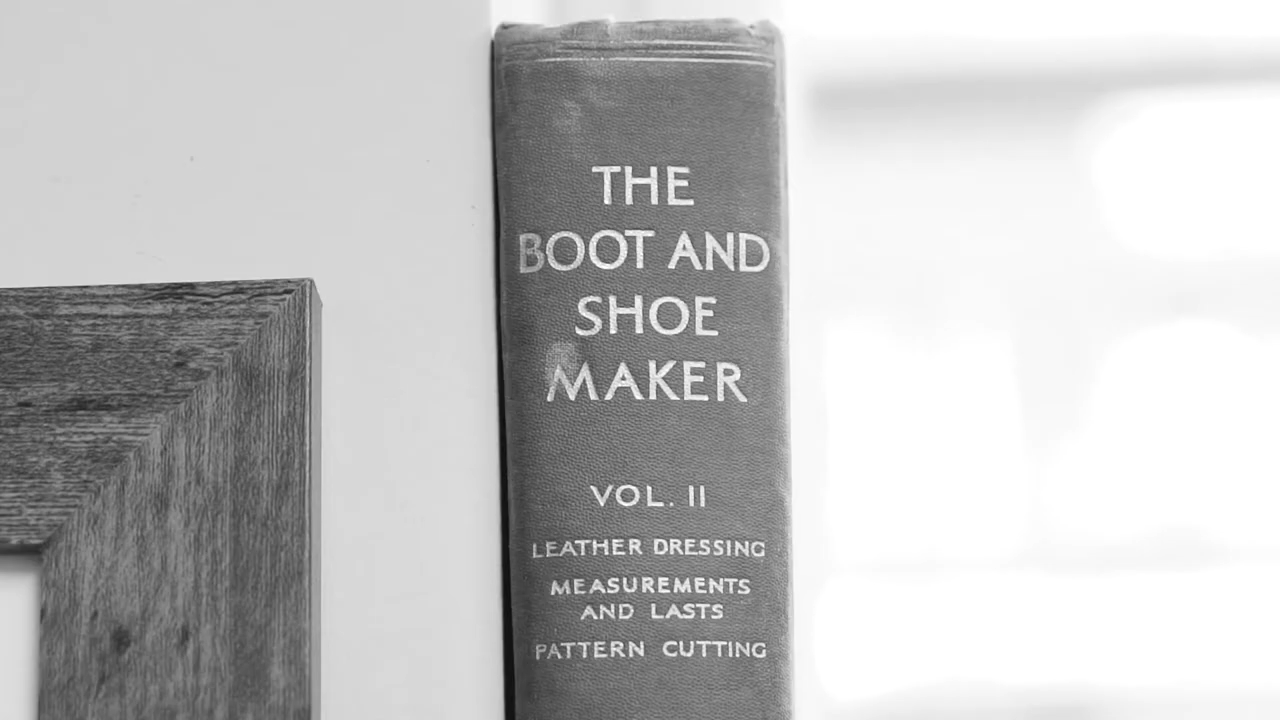 THE
BOOT AND
SHOE
MAKER
VOL. II
LEATHER DRESSING
MEASUREMENTS
AND LASTS
PATTERN CUTTING